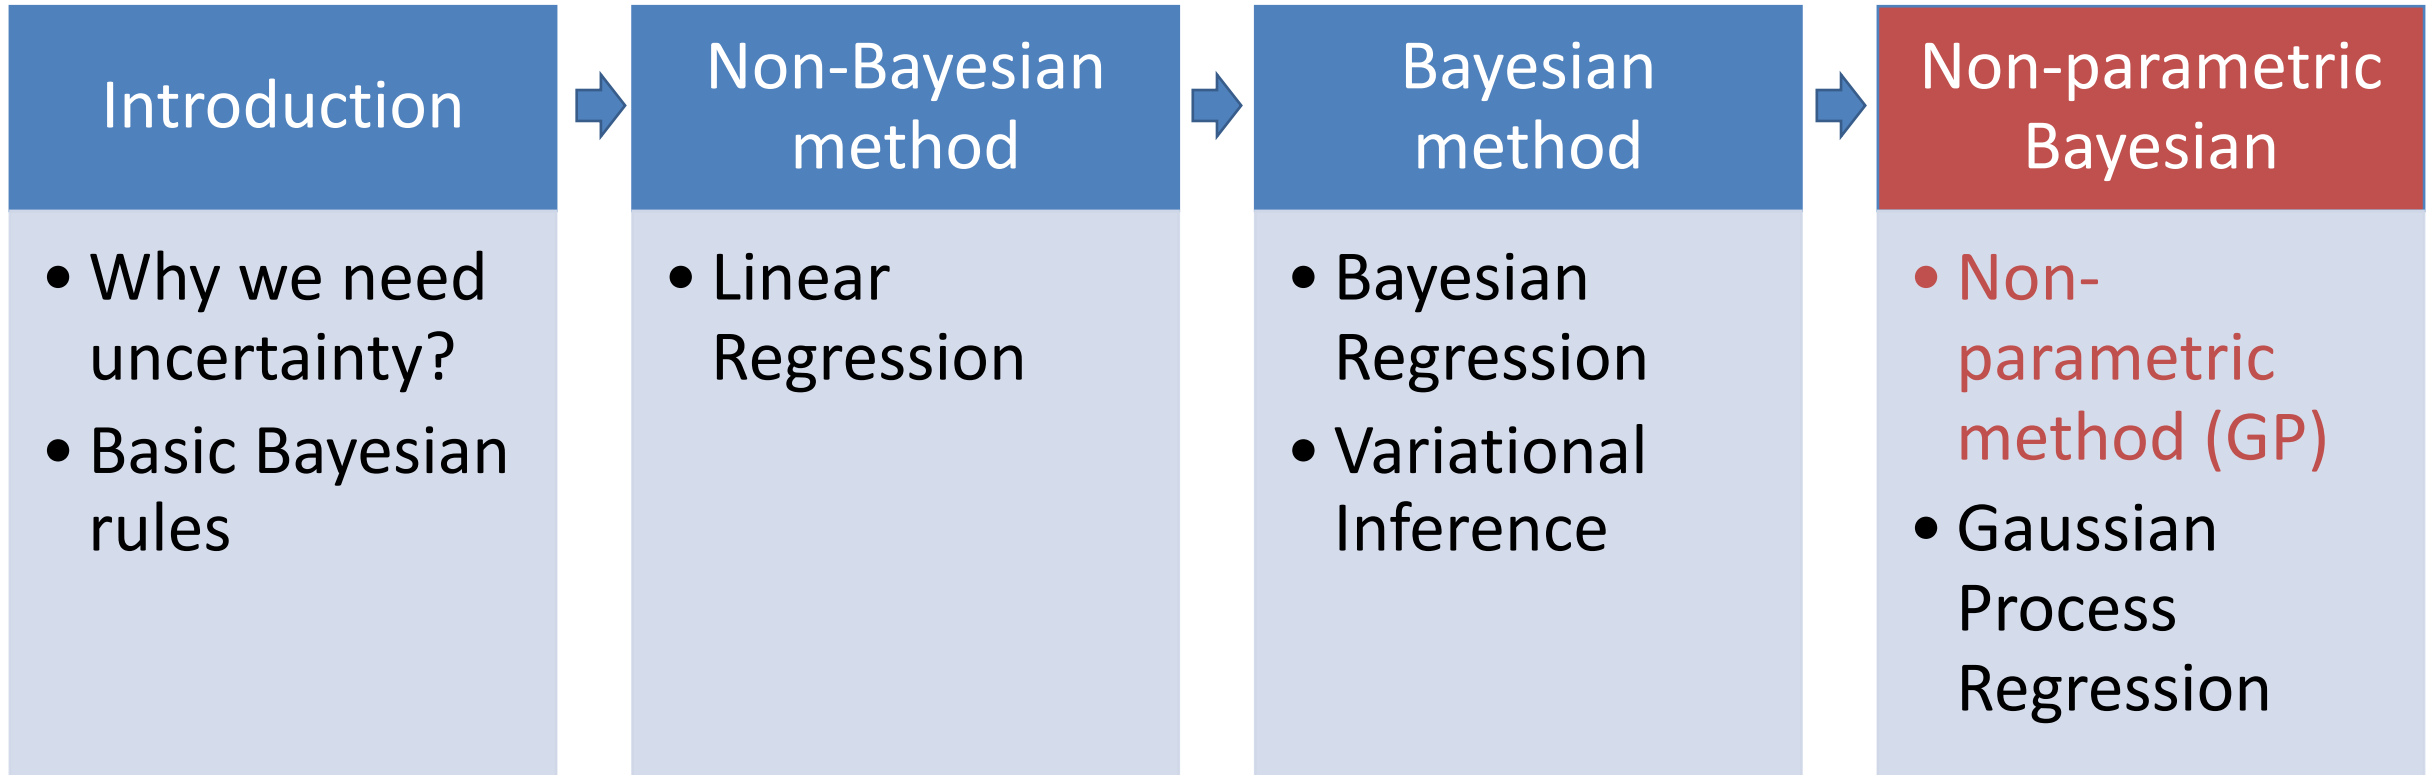 Introduction
• Why we need
uncertainty?
• Basic Bayesian
rules
Non-Bayesian
method
• Linear
Regression
Bayesian
method
• Bayesian
Regression
• Variational
Inference
Non-parametric
Bayesian
• Non-
parametric
method (GP)
• Gaussian
Process
Regression